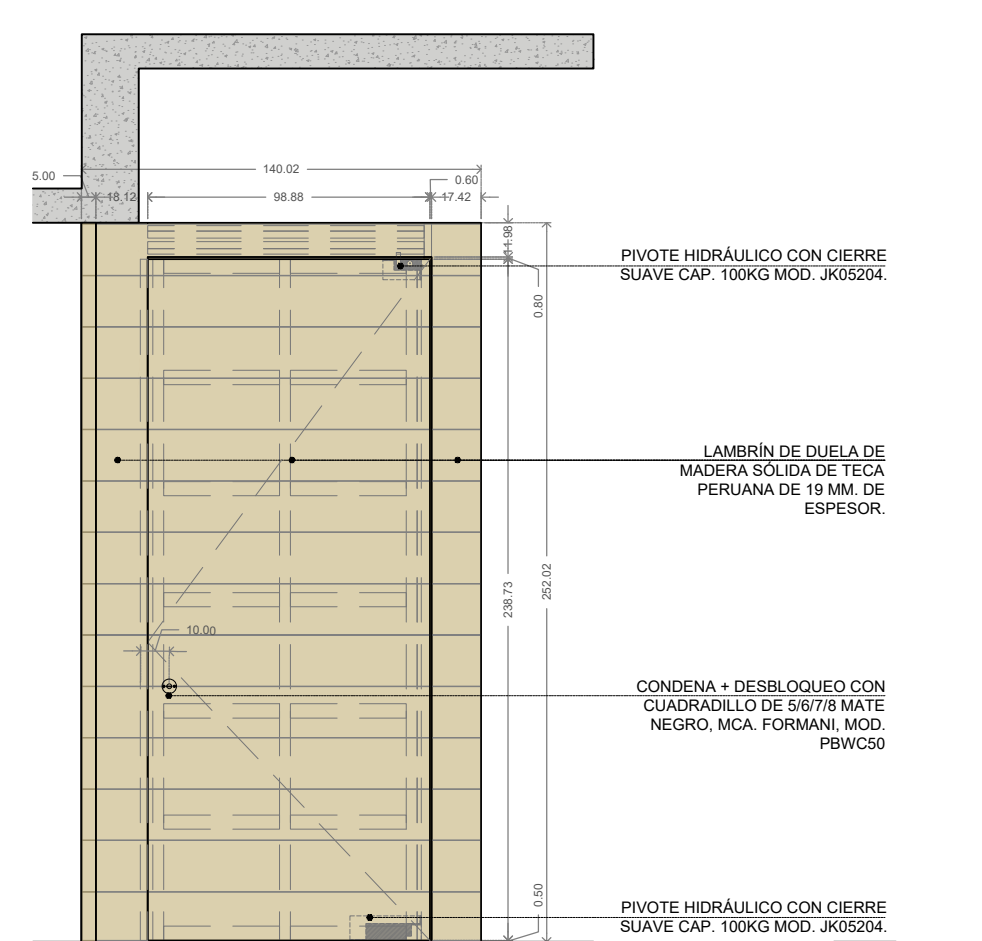 140.02
5.00
0.60
18.12
98.88
17.42
PIVOTE HIDRÁULICO CON CIERRE
SUAVE CAP. 100KG MOD. JK05204.
0.80
LAMBRÍN DE DUELA DE
MADERA SÓLIDA DE TECA
PERUANA DE 19 MM. DE
ESPESOR.
238.73
252.02
10.00
CONDENA + DESBLOQUEO CON
CUADRADILLO DE 5/6/7/8 MATE
NEGRO, MCA. FORMANI, MOD.
PBWC50
0.50
PIVOTE HIDRÁULICO CON CIERRE
SUAVE CAP. 100KG MOD. JK05204.